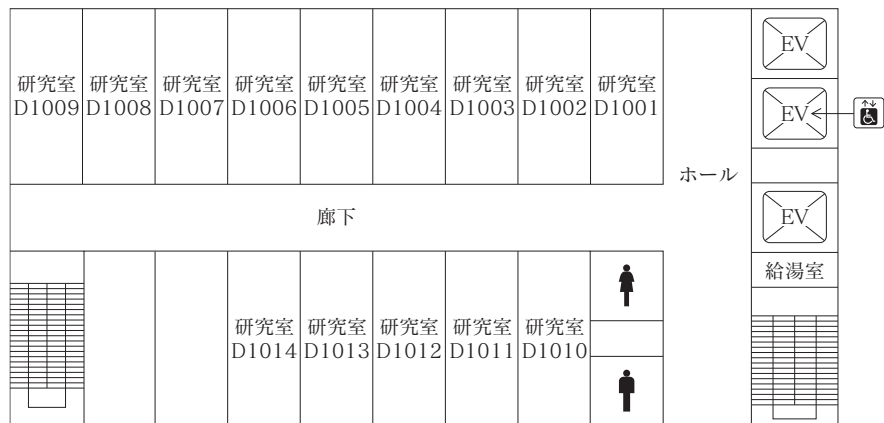 研究室
D1009
研究室
D1008
研究室
D1007
研究室
D1006
研究室
D1005
研究室
D1004
研究室
D1003
研究室
D1002
研究室
D1001
EV
EV
ホール
廊下
EV
給湯室
研究室
D1014
研究室
D1013
研究室
D1012
研究室
D1011
研究室
D1010